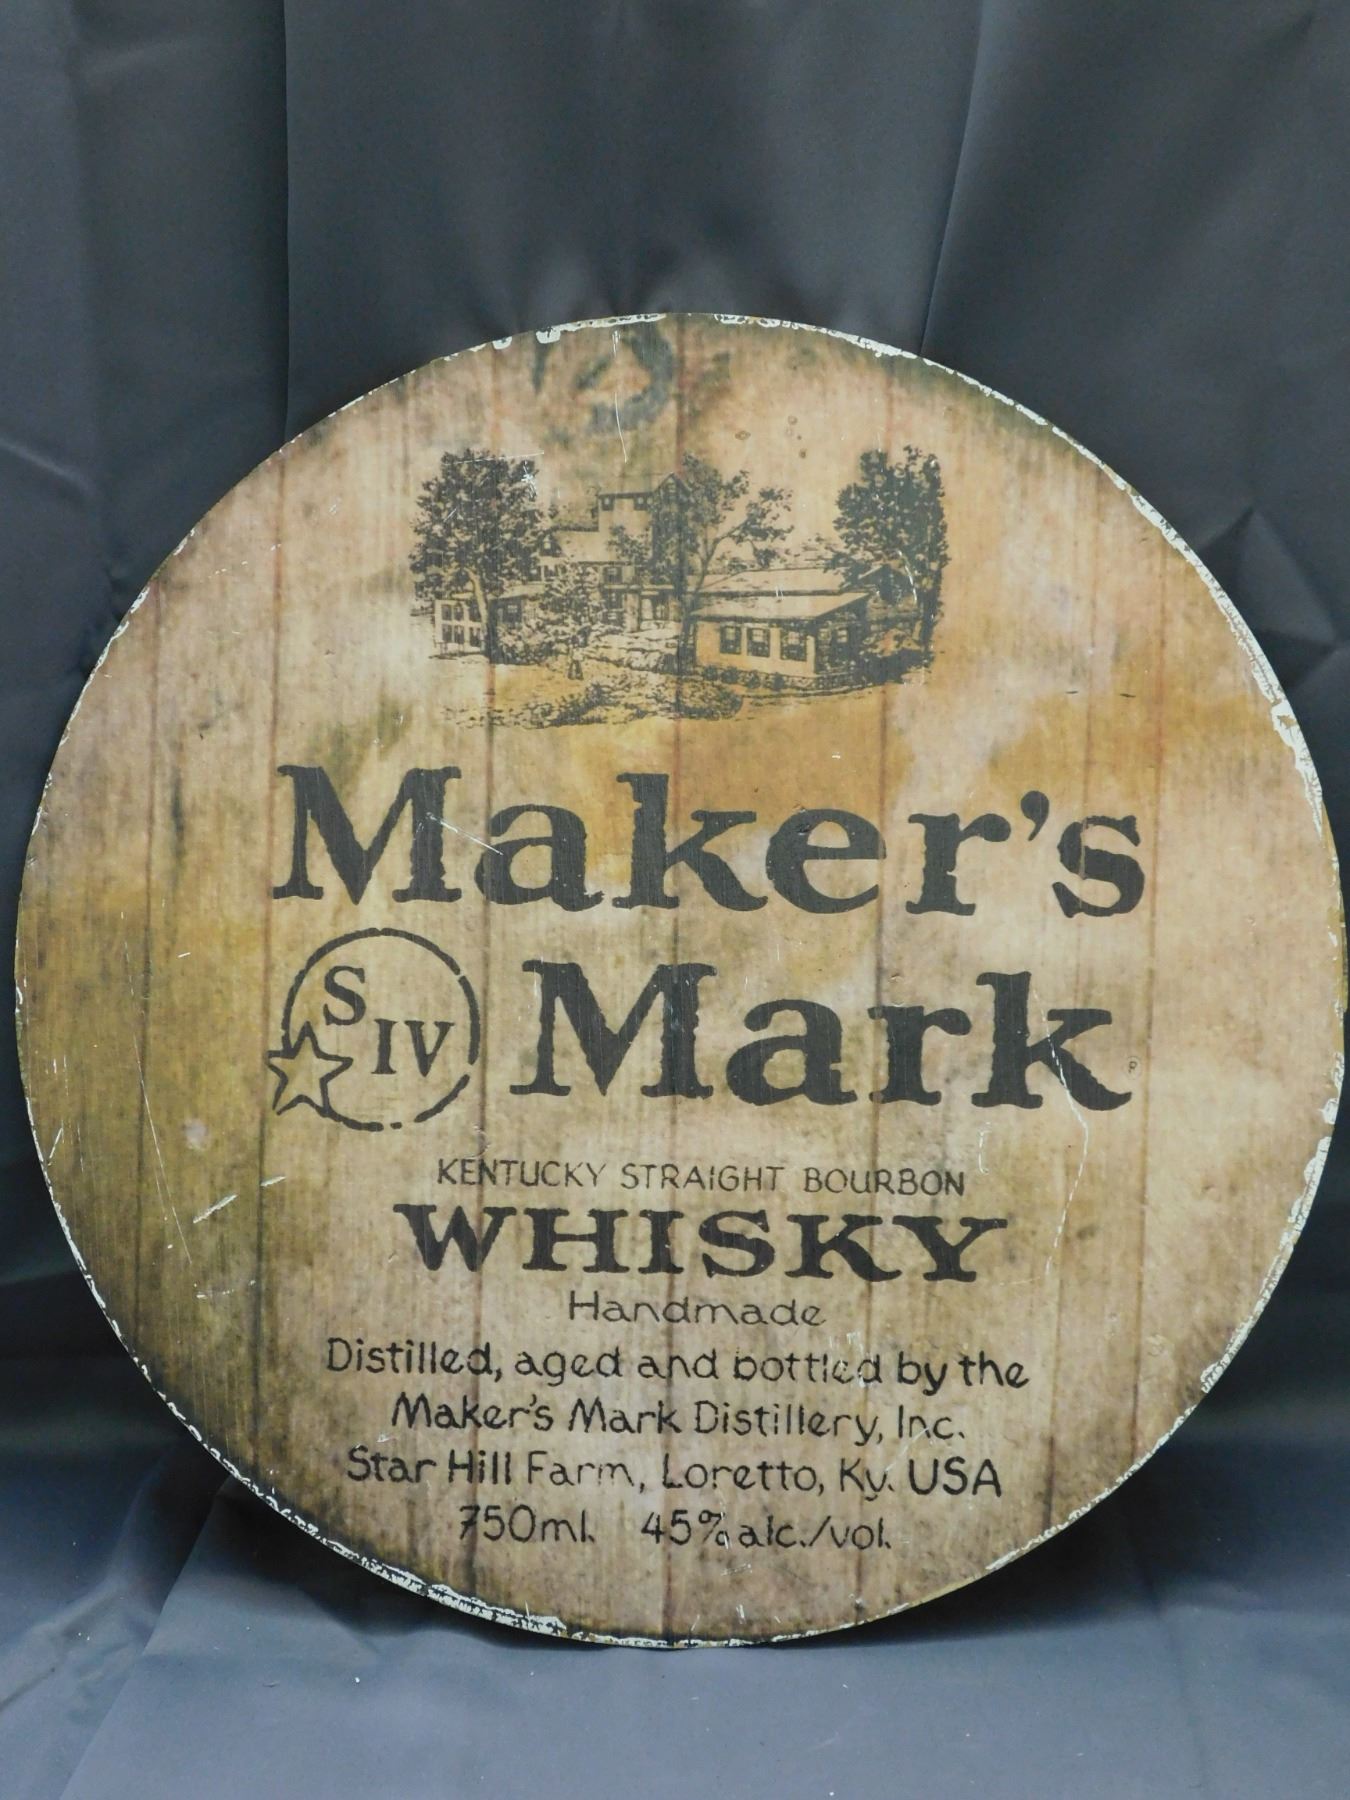 Maker's
S
IV
Mark ®
KENTUCKY STRAIGHT BOURBON
WHISKY
Handmade
Distilled, aged and bottled by the
Maker's Mark Distillery, Inc.
Star Hill Farm, Loretto, Ky. USA
750ml. 45% alc./vol.